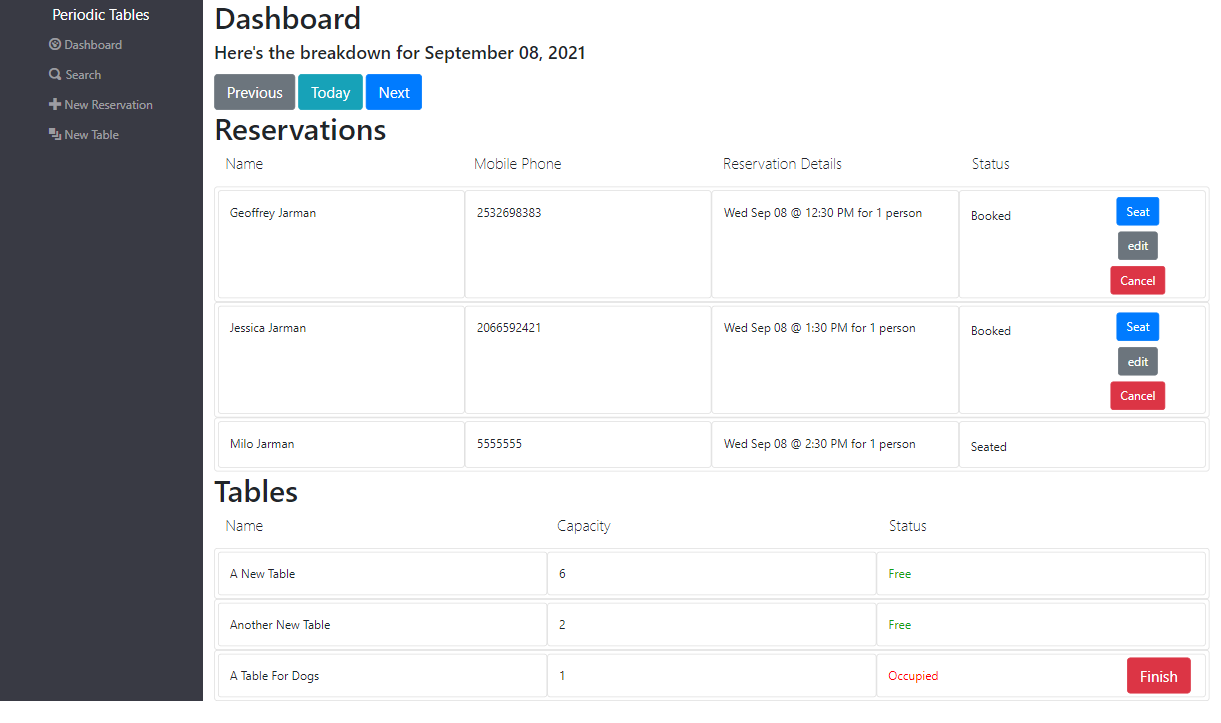 Periodic Tables
Dashboard
Search
New Reservation
New Table
Dashboard
Here's the breakdown for September 08, 2021
Previous Today Next
Reservations
Name Mobile Phone Reservation Details Status
Geoffrey Jarman 2532698383 Wed Sep 08 @ 12:30 PM for 1 person Booked Seat
edit
Cancel
Jessica Jarman 2066592421 Wed Sep 08 @ 1:30 PM for 1 person Booked Seat
edit
Cancel
Milo Jarman 5555555 Wed Sep 08 @ 2:30 PM for 1 person Seated
Tables
Name Capacity Status
A New Table 6 Free
Another New Table 2 Free
A Table For Dogs 1 Occupied Finish